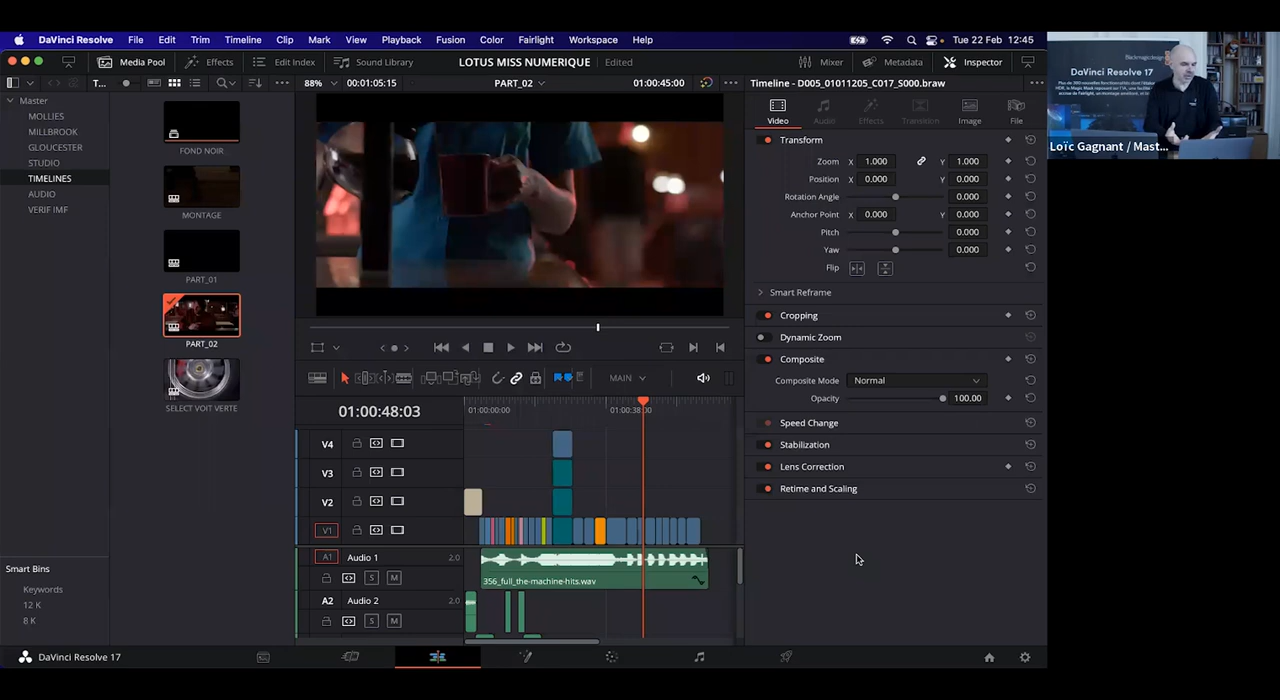 DaVinci Resolve File Edit Trim Timeline Clip Mark View Playback Fusion Color Fairlight Workspace Help Tue 22 Feb 12:45
Media Pool Effects Edit Index Sound Library LOTUS MISS NUMERIQUE Edited Mixer Metadata Inspector
T... 88% 00:01:05:15 PART_02 01:00:45:00 Timeline - D005_01011205_C017_S000.braw
Master
MOLLIES
MILLBROOK
GLOUCESTER
STUDIO
TIMELINES
AUDIO
VERIF IMF
FOND NOIR
MONTAGE
PART_01
PART_02
SELECT VOIT VERTE
Smart Bins
Keywords
12 K
8 K
Video Audio Effects Transition Image File
Transform
Zoom X 1.000 Y 1.000
Position X 0.000 Y 0.000
Rotation Angle 0.000
Anchor Point X 0.000 Y 0.000
Pitch 0.000
Yaw 0.000
Flip
Smart Reframe
Cropping
Dynamic Zoom
Composite
Composite Mode Normal
Opacity 100.00
Speed Change
Stabilization
Lens Correction
Retime and Scaling
MAIN
01:00:48:03 01:00:00:00 01:00:38:00
V4
V3
V2
V1
A1 Audio 1 2.0
S M 356_full_the-machine-hits.wav
A2 Audio 2 2.0
S M
DaVinci Resolve 17
DaVinci Resolve 17
Loïc Gagnant / Mast...